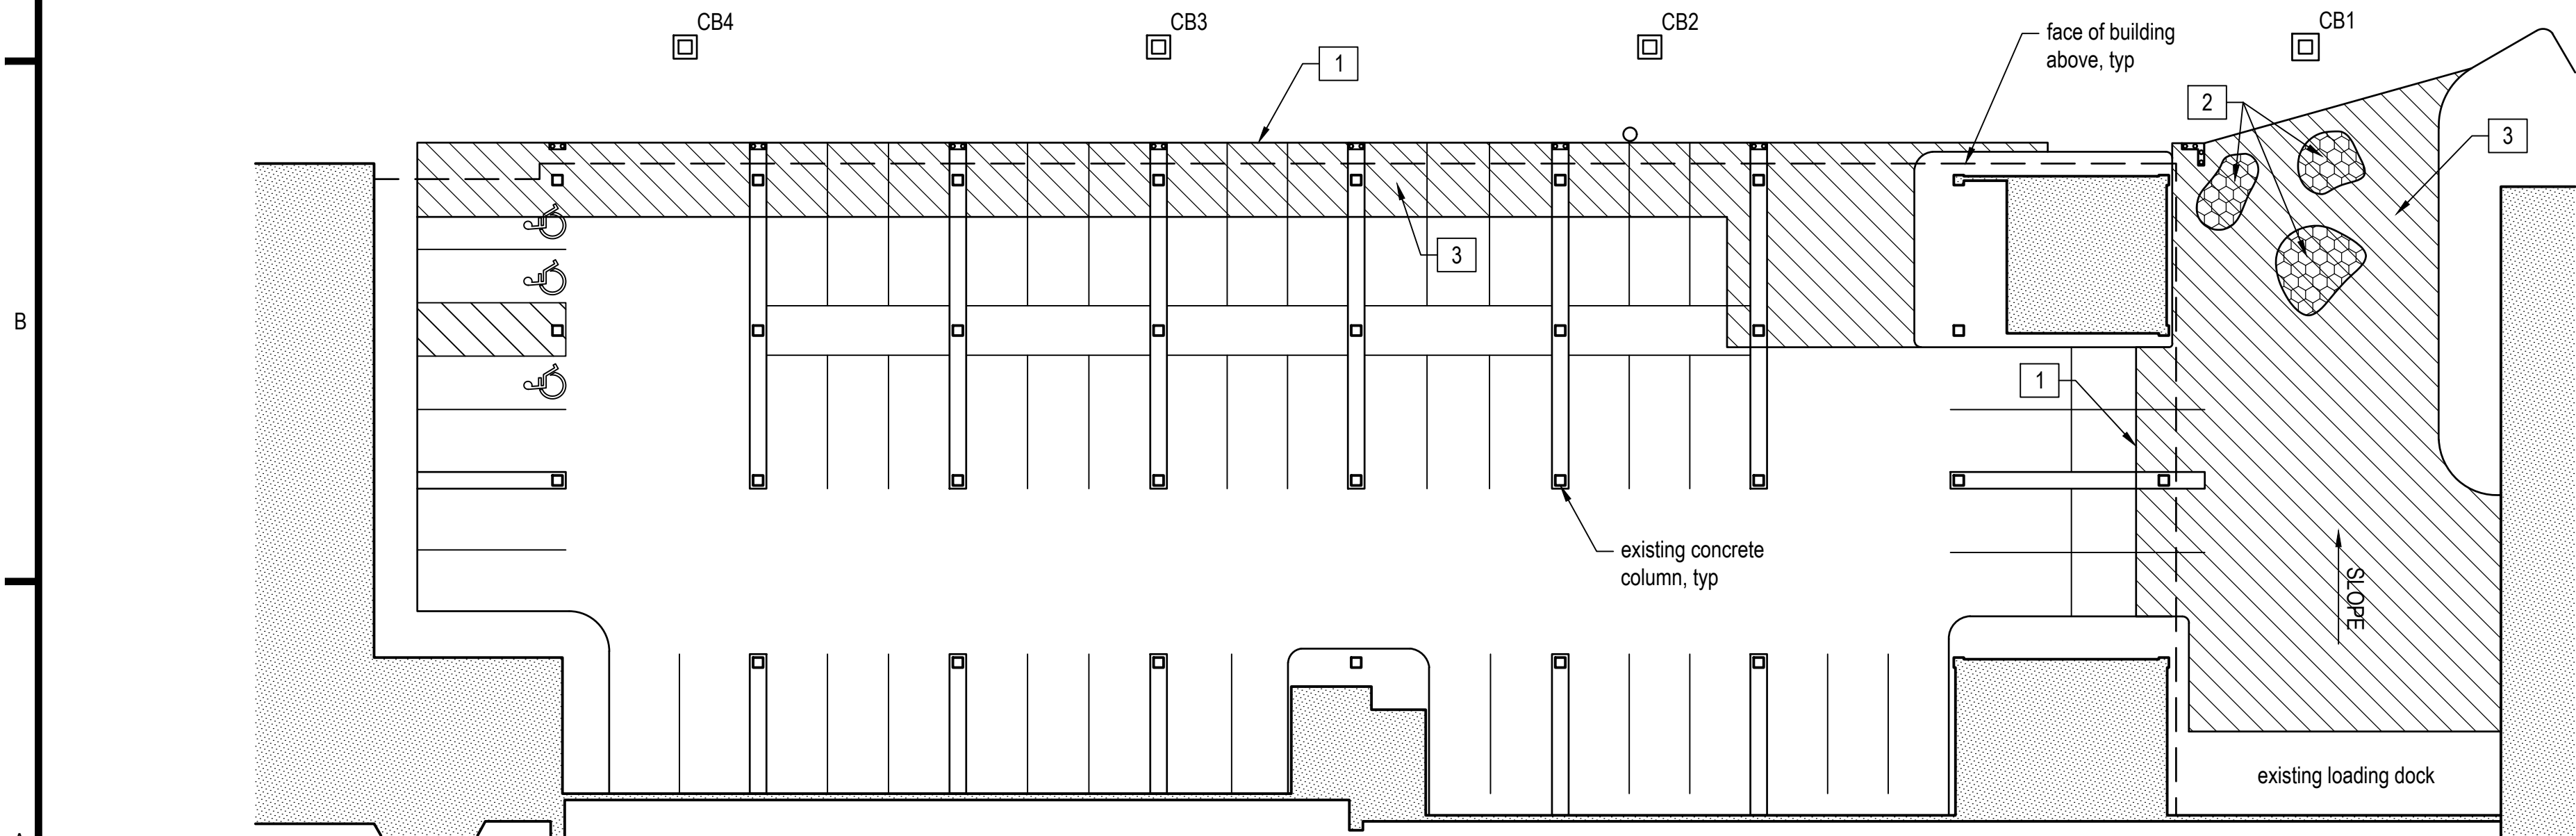 CB4
CB3
CB2
CB1
1
face of building
above, typ
2
3
3
B
1
existing concrete
column, typ
SLOPE
existing loading dock